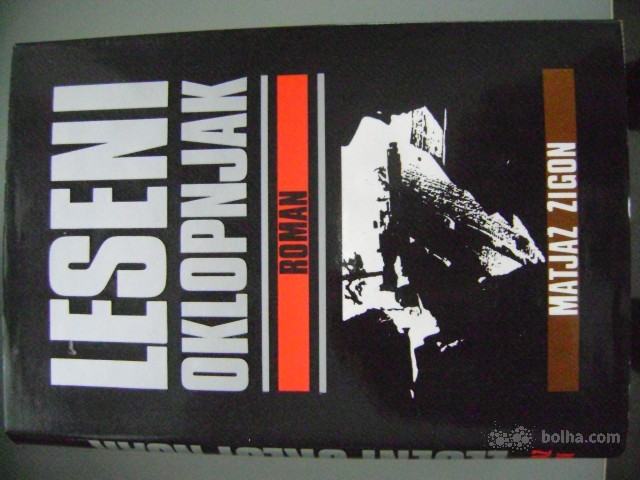 LESENI
OKLOPNJAK
ROMAN
MATJAZ ZIGON
bolha.com